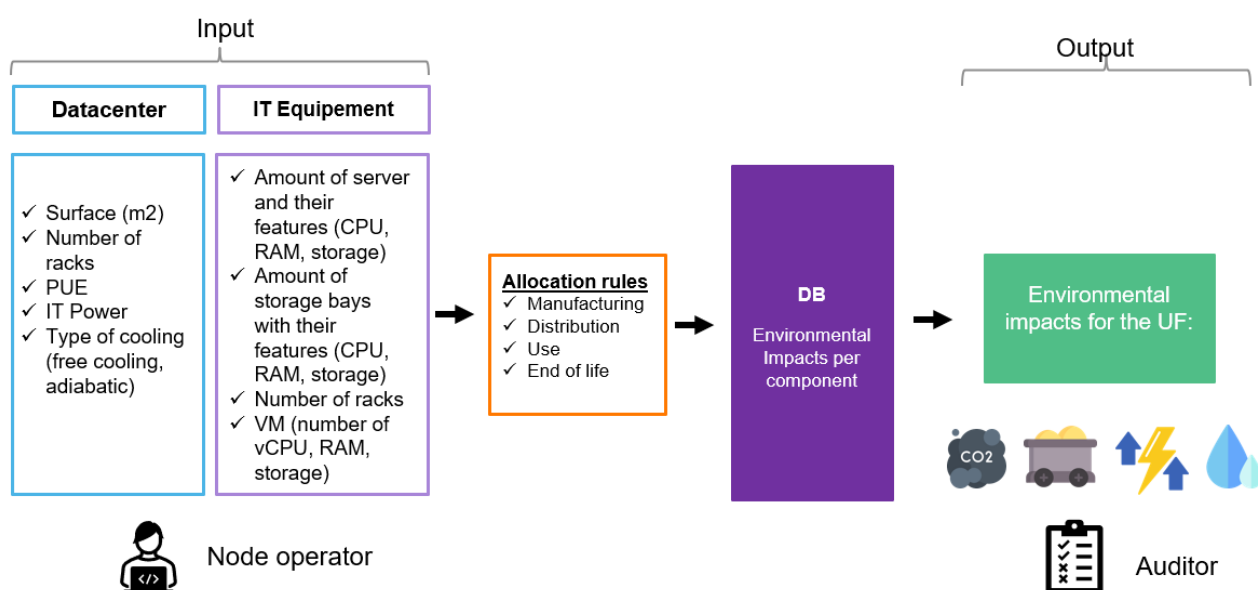 Input
Output
Datacenter
IT Equipement
✓ Surface (m2)
✓ Number of
racks
✓ PUE
✓ IT Power
✓ Type of cooling
(free cooling,
adiabatic)
✓ Amount of server
and their
features (CPU,
RAM, storage)
✓ Amount of
storage bays
with their
features (CPU,
RAM, storage)
✓ Number of racks
✓ VM (number of
vCPU, RAM,
storage)
Allocation rules
✓ Manufacturing
✓ Distribution
✓ Use
✓ End of life
DB
Environmental
Impacts per
component
Environmental
impacts for the UF:
CO2
</>
Node operator
Auditor